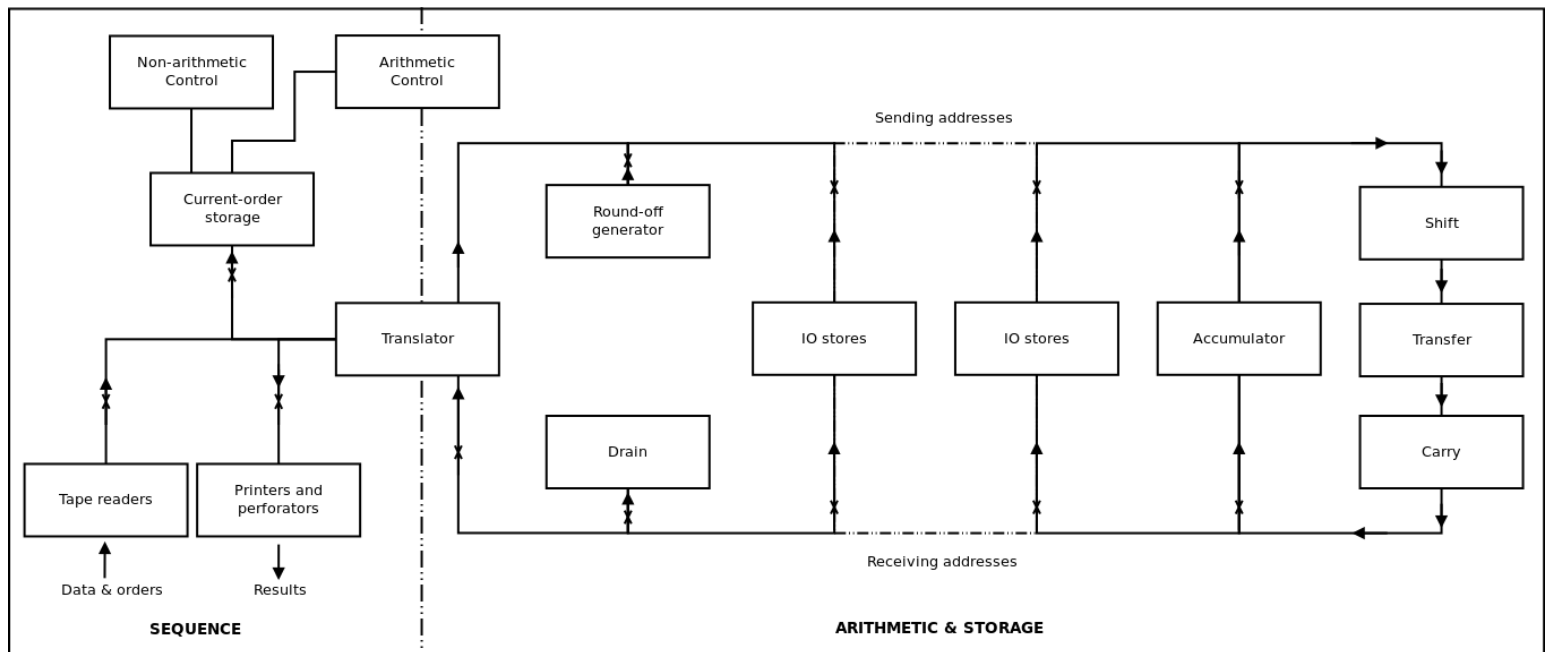 Non-arithmetic
Control
Arithmetic
Control
Sending addresses
Current-order
storage
Round-off
generator
Shift
Translator
IO stores
IO stores
Accumulator
Transfer
Drain
Carry
Tape readers
Printers and
perforators
Receiving addresses
Data & orders
Results
SEQUENCE
ARITHMETIC & STORAGE